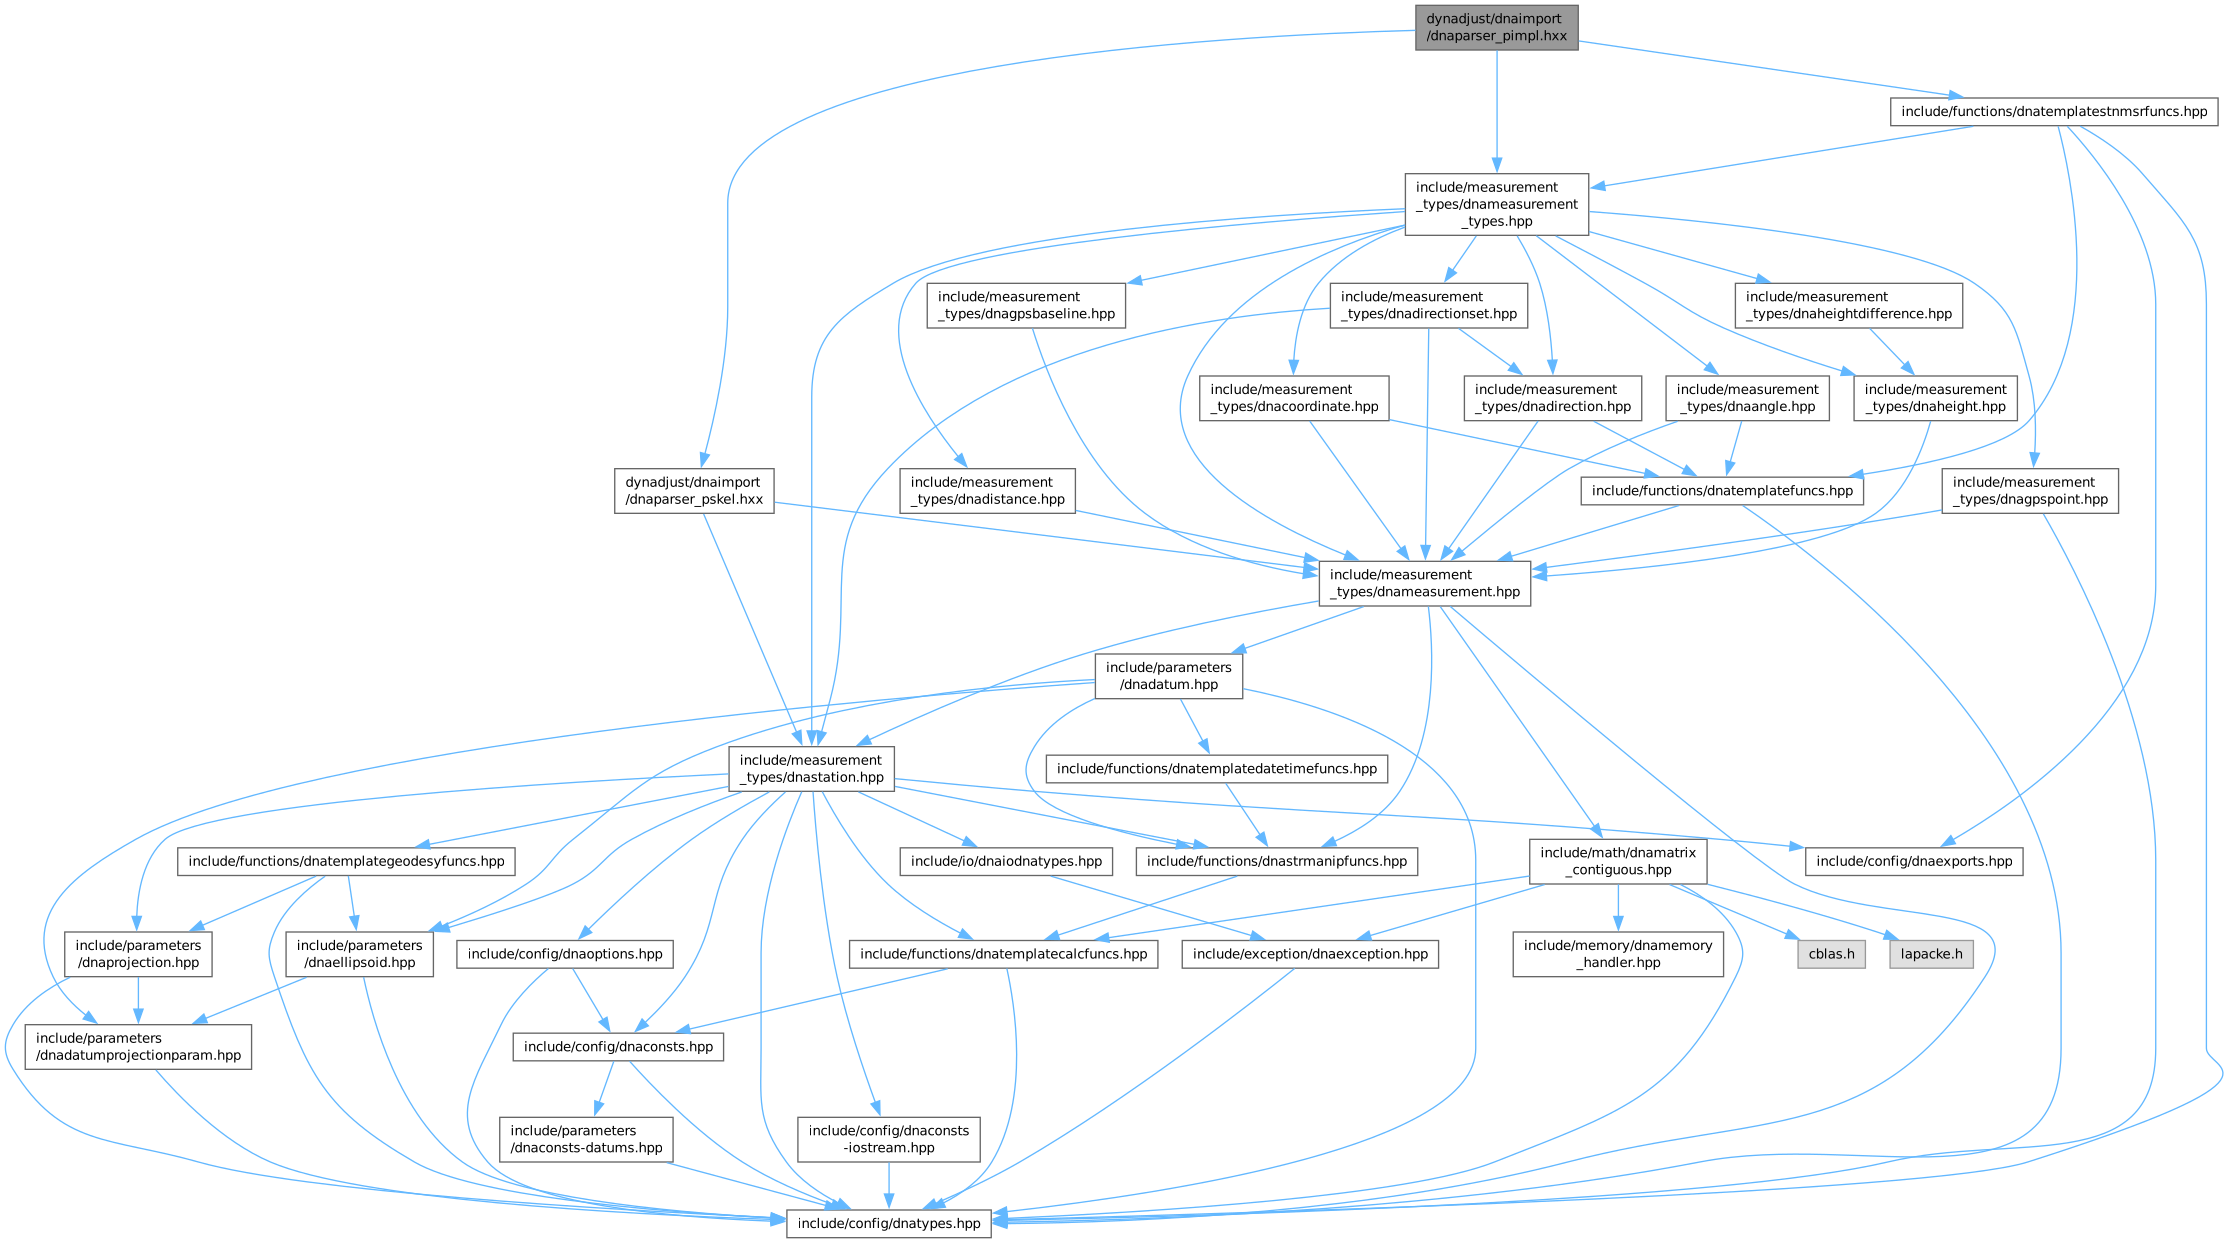 dynadjust/dnaimport
/dnaparser_pimpl.hxx
include/functions/dnatemplatestnmsrfuncs.hpp
include/measurement
_types/dnameasurement
_types.hpp
include/measurement
_types/dnagpsbaseline.hpp
include/measurement
_types/dnadirectionset.hpp
include/measurement
_types/dnaheightdifference.hpp
include/measurement
_types/dnacoordinate.hpp
include/measurement
_types/dnadirection.hpp
include/measurement
_types/dnaangle.hpp
include/measurement
_types/dnaheight.hpp
dynadjust/dnaimport
/dnaparser_pskel.hxx
include/measurement
_types/dnadistance.hpp
include/functions/dnatemplatefuncs.hpp
include/measurement
_types/dnagpspoint.hpp
include/measurement
_types/dnameasurement.hpp
include/parameters
/dnadatum.hpp
include/measurement
_types/dnastation.hpp
include/functions/dnatemplatedatetimefuncs.hpp
include/functions/dnatemplategeodesyfuncs.hpp
include/io/dnaiodnatypes.hpp
include/functions/dnastrmanipfuncs.hpp
include/math/dnamatrix
_contiguous.hpp
include/config/dnaexports.hpp
include/parameters
/dnaprojection.hpp
include/parameters
/dnaellipsoid.hpp
include/config/dnaoptions.hpp
include/functions/dnatemplatecalcfuncs.hpp
include/exception/dnaexception.hpp
include/memory/dnamemory
_handler.hpp
cblas.h
lapacke.h
include/parameters
/dnadatumprojectionparam.hpp
include/config/dnaconsts.hpp
include/parameters
/dnaconsts-datums.hpp
include/config/dnaconsts
-iostream.hpp
include/config/dnatypes.hpp